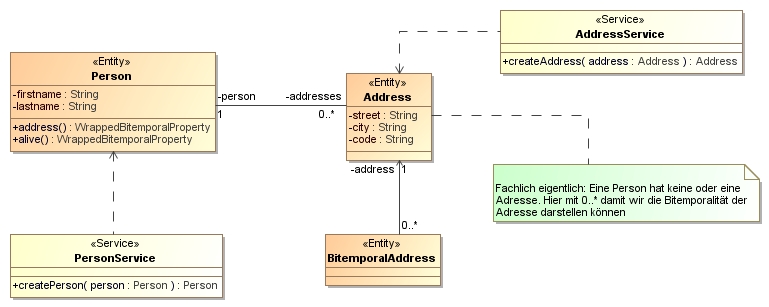 «Service»
AddressService
+createAddress( address : Address ) : Address
«Entity»
Person
-firstname : String
-lastname : String
+address() : WrappedBitemporalProperty
+alive() : WrappedBitemporalProperty
-person
1
-addresses
0..*
«Entity»
Address
-street : String
-city : String
-code : String
-address
1
0..*
Fachlich eigentlich: Eine Person hat keine oder eine
Adresse. Hier mit 0..* damit wir die Bitemporalität der
Adresse darstellen können
«Service»
PersonService
+createPerson( person : Person ) : Person
«Entity»
BitemporalAddress